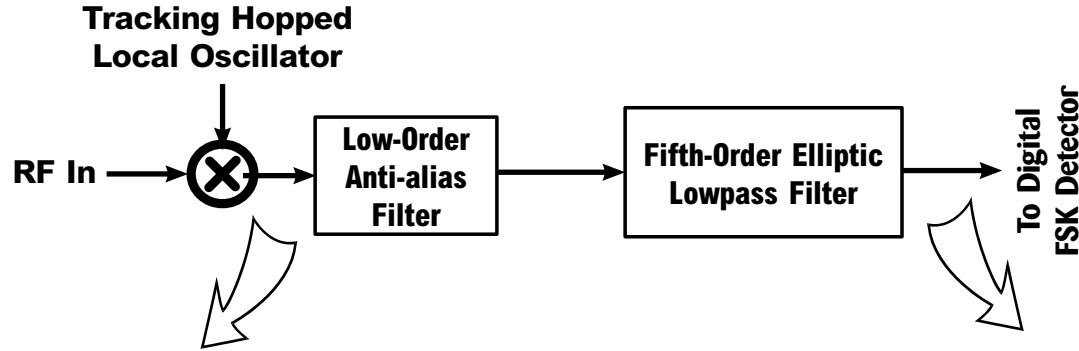 Tracking Hopped
Local Oscillator
RF In
Low-Order
Anti-alias
Filter
Fifth-Order Elliptic
Lowpass Filter
To Digital
FSK Detector